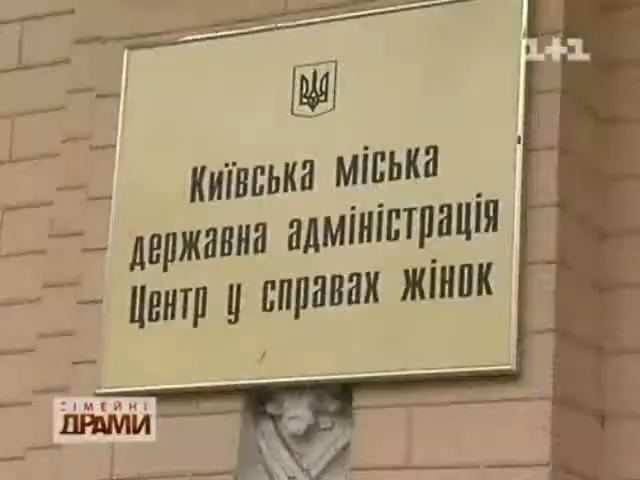 1+1
Київська міська
державна адміністрація
Центр у справах жінок
СІМЕЙНІ
ДРАМИ